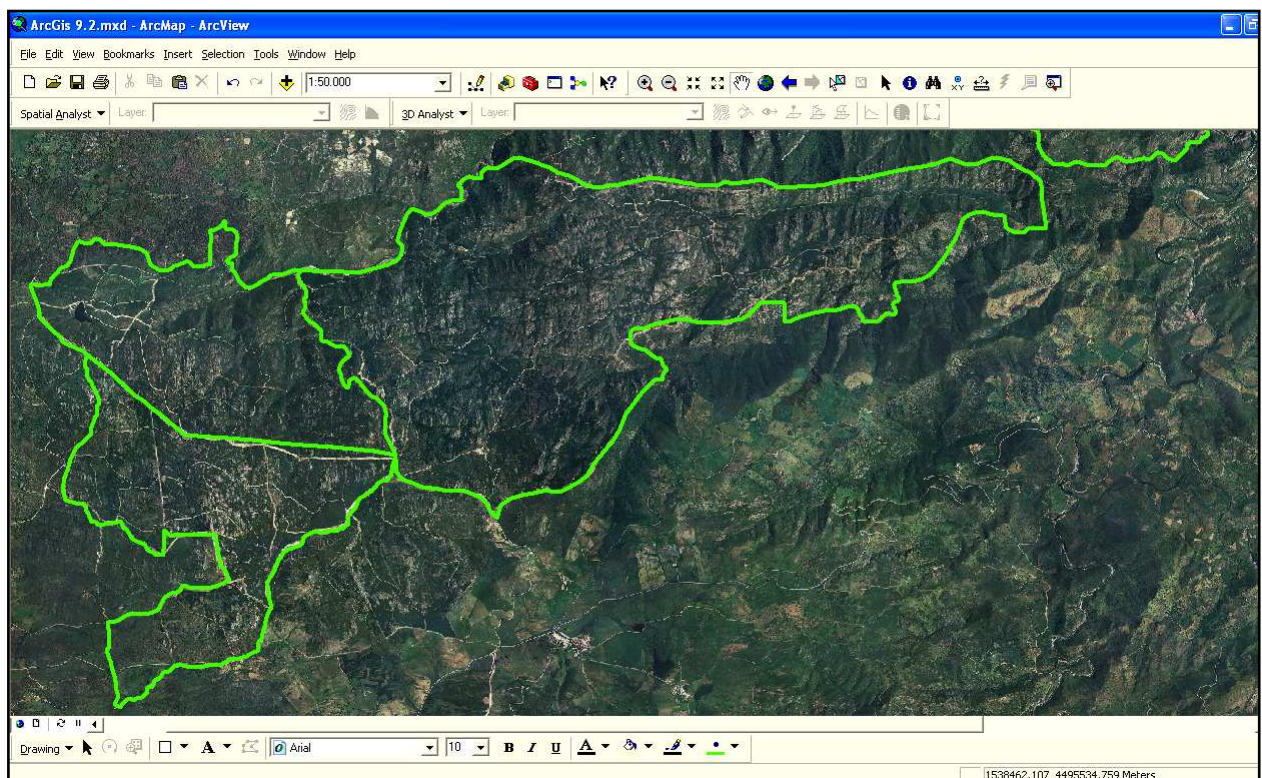 ArcGis 9.2.mxd - ArcMap - ArcView
File Edit View Bookmarks Insert Selection Tools Window Help
1:50.000
XY
Spatial Analyst Layer: 3D Analyst Layer:
Drawing A Arial 10 B I U A
1538462,107 4495534,759 Meters